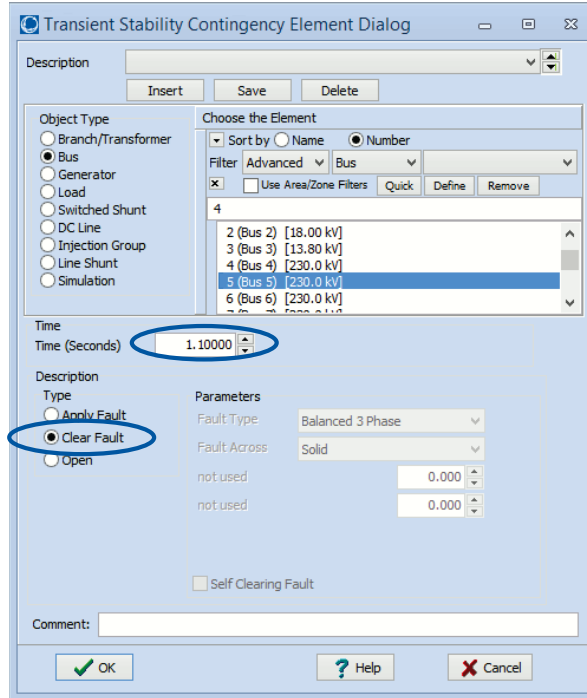 Transient Stability Contingency Element Dialog
Description
Insert Save Delete
Object Type
Branch/Transformer
Bus
Generator
Load
Switched Shunt
DC Line
Injection Group
Line Shunt
Simulation
Choose the Element
Sort by Name Number
Filter Advanced Bus
Use Area/Zone Filters Quick Define Remove
4
2 (Bus 2) [18.00 kV]
3 (Bus 3) [13.80 kV]
4 (Bus 4) [230.0 kV]
5 (Bus 5) [230.0 kV]
6 (Bus 6) [230.0 kV]
Time
Time (Seconds) 1.10000
Description
Type
Apply Fault
Clear Fault
Open
Parameters
Fault Type Balanced 3 Phase
Fault Across Solid
not used 0.000
not used 0.000
Self Clearing Fault
Comment:
OK ? Help Cancel